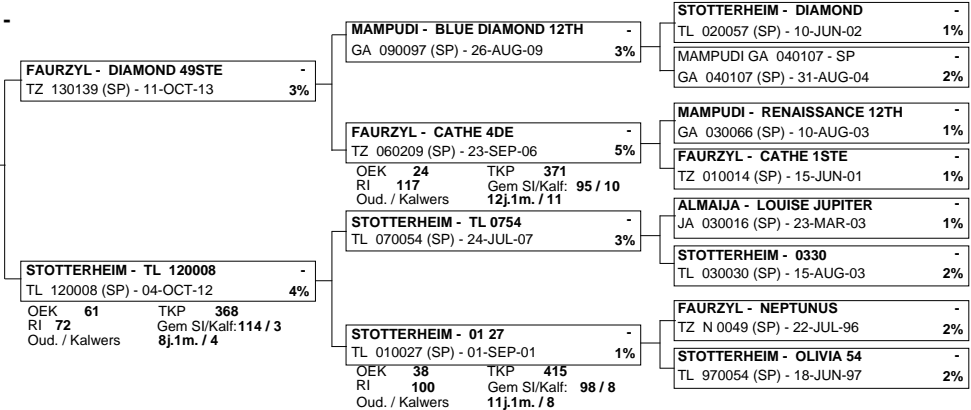 -
FAURZYL - DIAMOND 49STE -
TZ 130139 (SP) - 11-OCT-13 3%
STOTTERHEIM - TL 120008 -
TL 120008 (SP) - 04-OCT-12 4%
OEK 61 TKP 368
RI 72 Gem SI/Kalf: 114 / 3
Oud. / Kalwers 8j.1m. / 4
MAMPUDI - BLUE DIAMOND 12TH -
GA 090097 (SP) - 26-AUG-09 3%
FAURZYL - CATHE 4DE -
TZ 060209 (SP) - 23-SEP-06 5%
OEK 24 TKP 371
RI 117 Gem SI/Kalf: 95 / 10
Oud. / Kalwers 12j.1m. / 11
STOTTERHEIM - TL 0754 -
TL 070054 (SP) - 24-JUL-07 3%
STOTTERHEIM - 01 27 -
TL 010027 (SP) - 01-SEP-01 1%
OEK 38 TKP 415
RI 100 Gem SI/Kalf: 98 / 8
Oud. / Kalwers 11j.1m. / 8
STOTTERHEIM - DIAMOND -
TL 020057 (SP) - 10-JUN-02 1%
MAMPUDI GA 040107 - SP -
GA 040107 (SP) - 31-AUG-04 2%
MAMPUDI - RENAISSANCE 12TH -
GA 030066 (SP) - 10-AUG-03 1%
FAURZYL - CATHE 1STE -
TZ 010014 (SP) - 15-JUN-01 1%
ALMAIJA - LOUISE JUPITER -
JA 030016 (SP) - 23-MAR-03 1%
STOTTERHEIM - 0330 -
TL 030030 (SP) - 15-AUG-03 2%
FAURZYL - NEPTUNUS -
TZ N 0049 (SP) - 22-JUL-96 2%
STOTTERHEIM - OLIVIA 54 -
TL 970054 (SP) - 18-JUN-97 2%